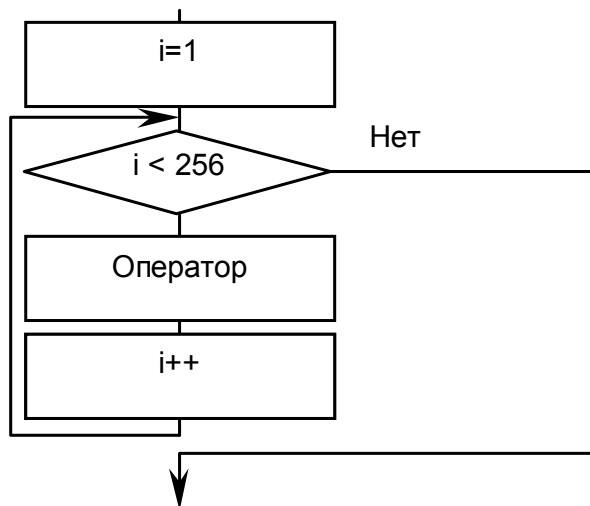 i=1
Нет
i < 256
Оператор
i++